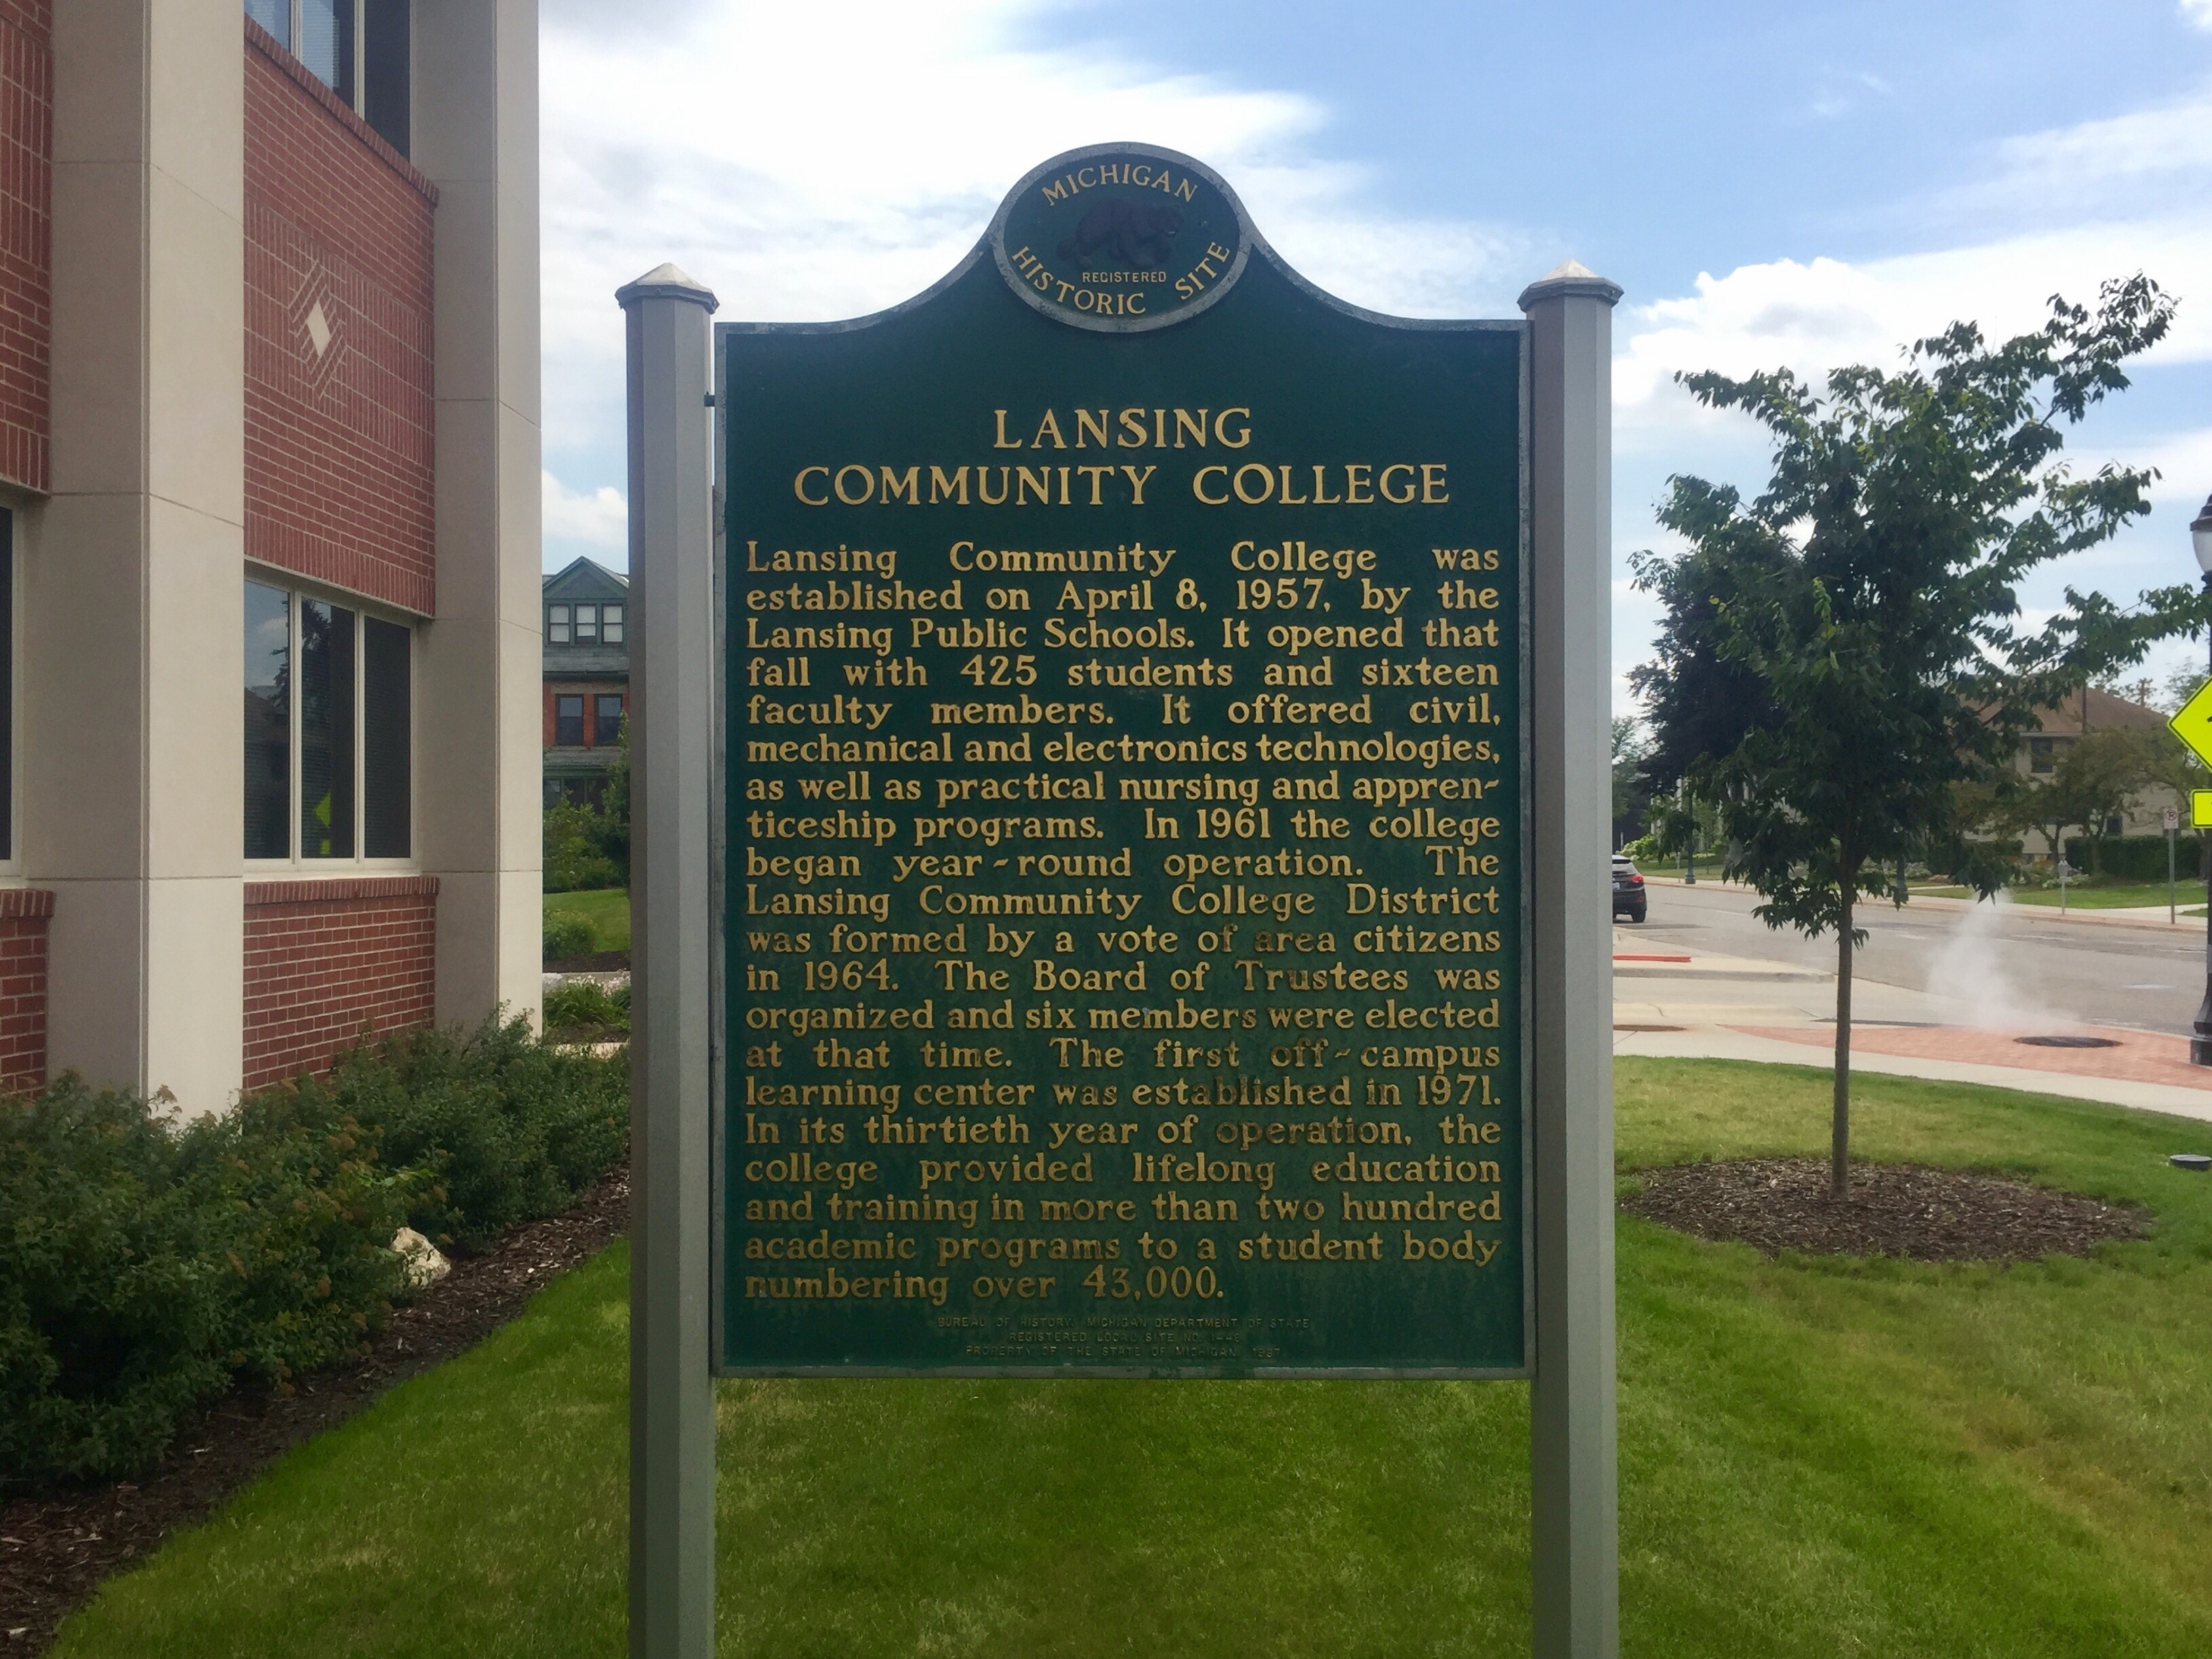 MICHIGAN
REGISTERED
HISTORIC SITE
LANSING
COMMUNITY COLLEGE
Lansing Community College was
established on April 8, 1957, by the
Lansing Public Schools. It opened that
fall with 425 students and sixteen
faculty members. It offered civil,
mechanical and electronics technologies,
as well as practical nursing and appren-
ticeship programs. In 1961 the college
began year-round operation. The
Lansing Community College District
was formed by a vote of area citizens
in 1964. The Board of Trustees was
organized and six members were elected
at that time. The first off-campus
learning center was established in 1971.
In its thirtieth year of operation, the
college provided lifelong education
and training in more than two hundred
academic programs to a student body
numbering over 43,000.
BUREAU OF HISTORY, MICHIGAN DEPARTMENT OF STATE
REGISTERED LOCAL SITE NO.
PROPERTY OF THE STATE OF MICHIGAN, 1987